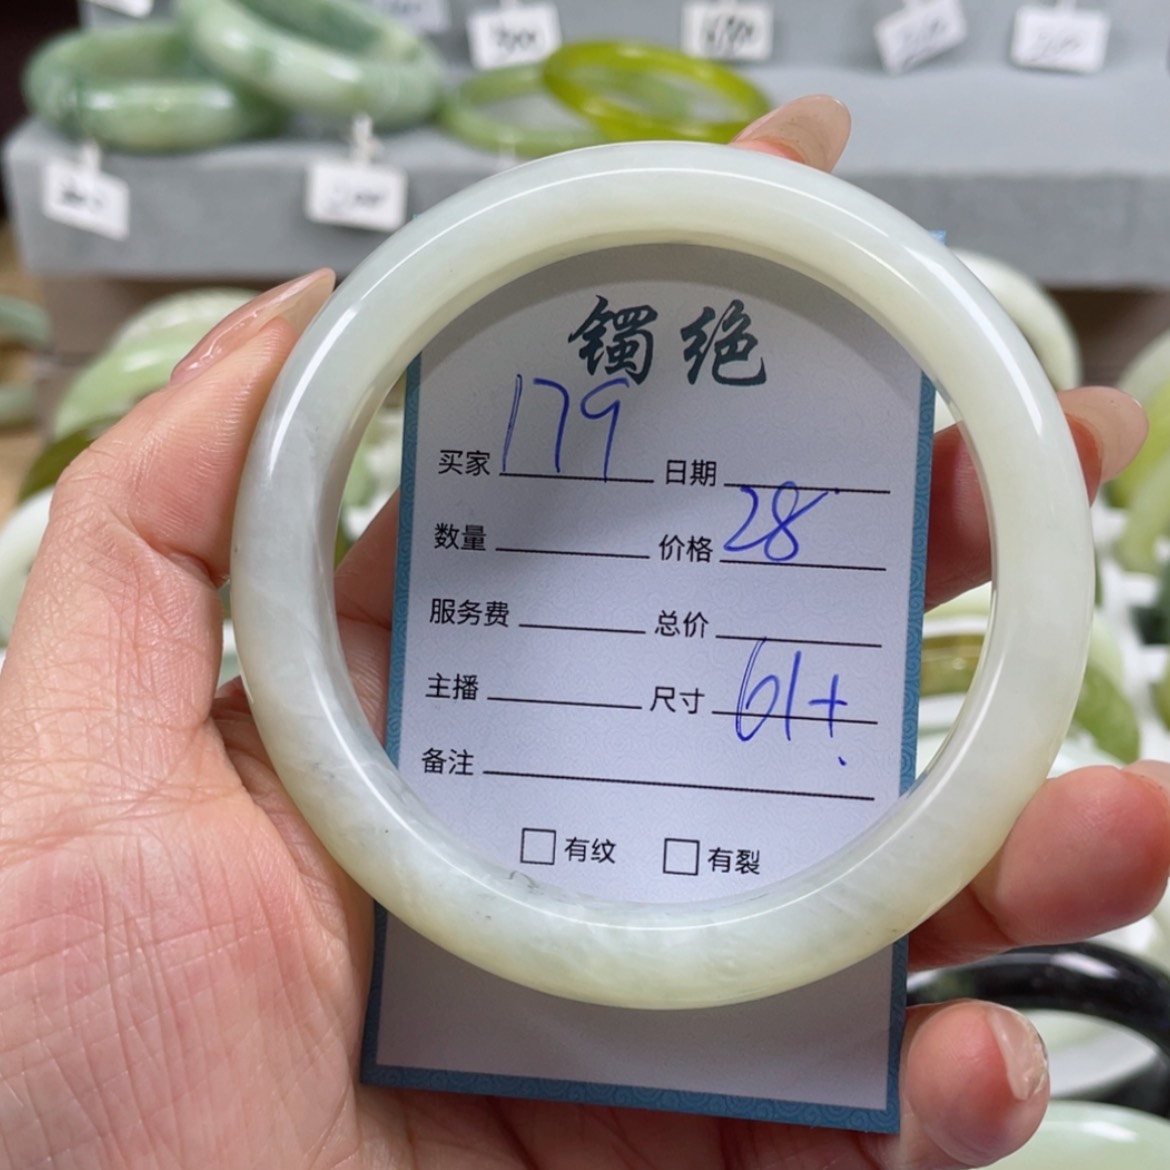 镯绝
买家 179 日期
数量 价格 28
服务费 总价
主播 尺寸 61+.
备注
有纹 有裂